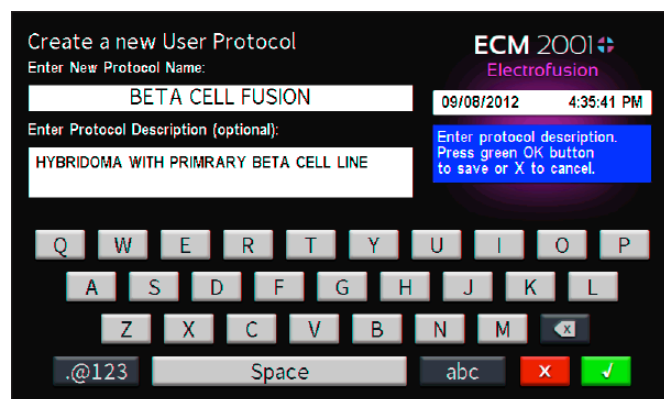 Create a new User Protocol
Enter New Protocol Name:
BETA CELL FUSION
Enter Protocol Description (optional):
HYBRIDOMA WITH PRIMRARY BETA CELL LINE
ECM 2001
Electrofusion
09/08/2012 4:35:41 PM
Enter protocol description.
Press green OK button
to save or X to cancel.
Q W E R T Y U I O P
A S D F G H J K L
Z X C V B N M X
.@123 Space abc X √